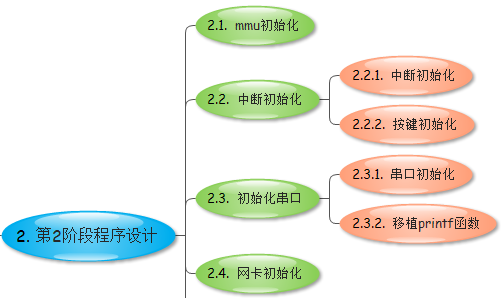 2.1. mmu初始化
2.2. 中断初始化
2.2.1. 中断初始化
2.2.2. 按键初始化
2.3. 初始化串口
2.3.1. 串口初始化
2.3.2. 移植printf函数
2. 第2阶段程序设计
2.4. 网卡初始化